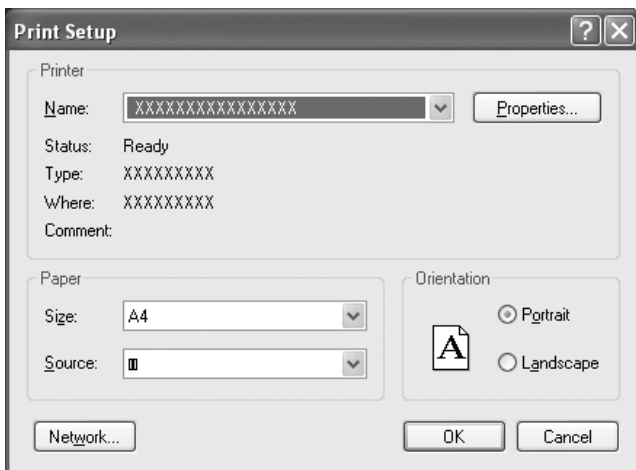 Print Setup
Printer
Name: XXXXXXXXXXXXXXXX Properties...
Status: Ready
Type: XXXXXXXXX
Where: XXXXXXXXX
Comment:
Paper
Size: A4
Source:
Orientation
A
Portrait
Landscape
Network... OK Cancel